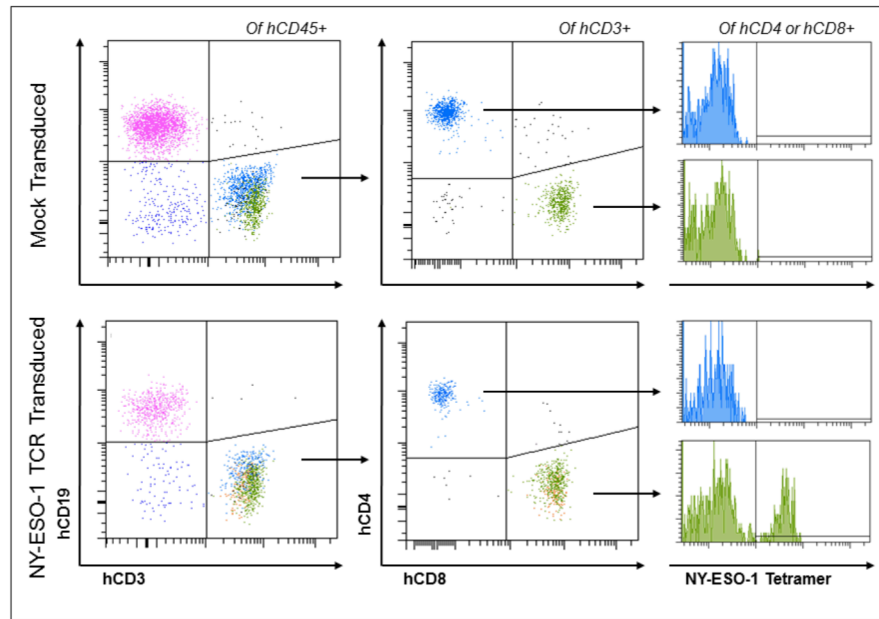 Of hCD45+
Of hCD3+
Of hCD4 or hCD8+
Mock Transduced
NY-ESO-1 TCR Transduced
hCD19
hCD4
hCD3
hCD8
NY-ESO-1 Tetramer